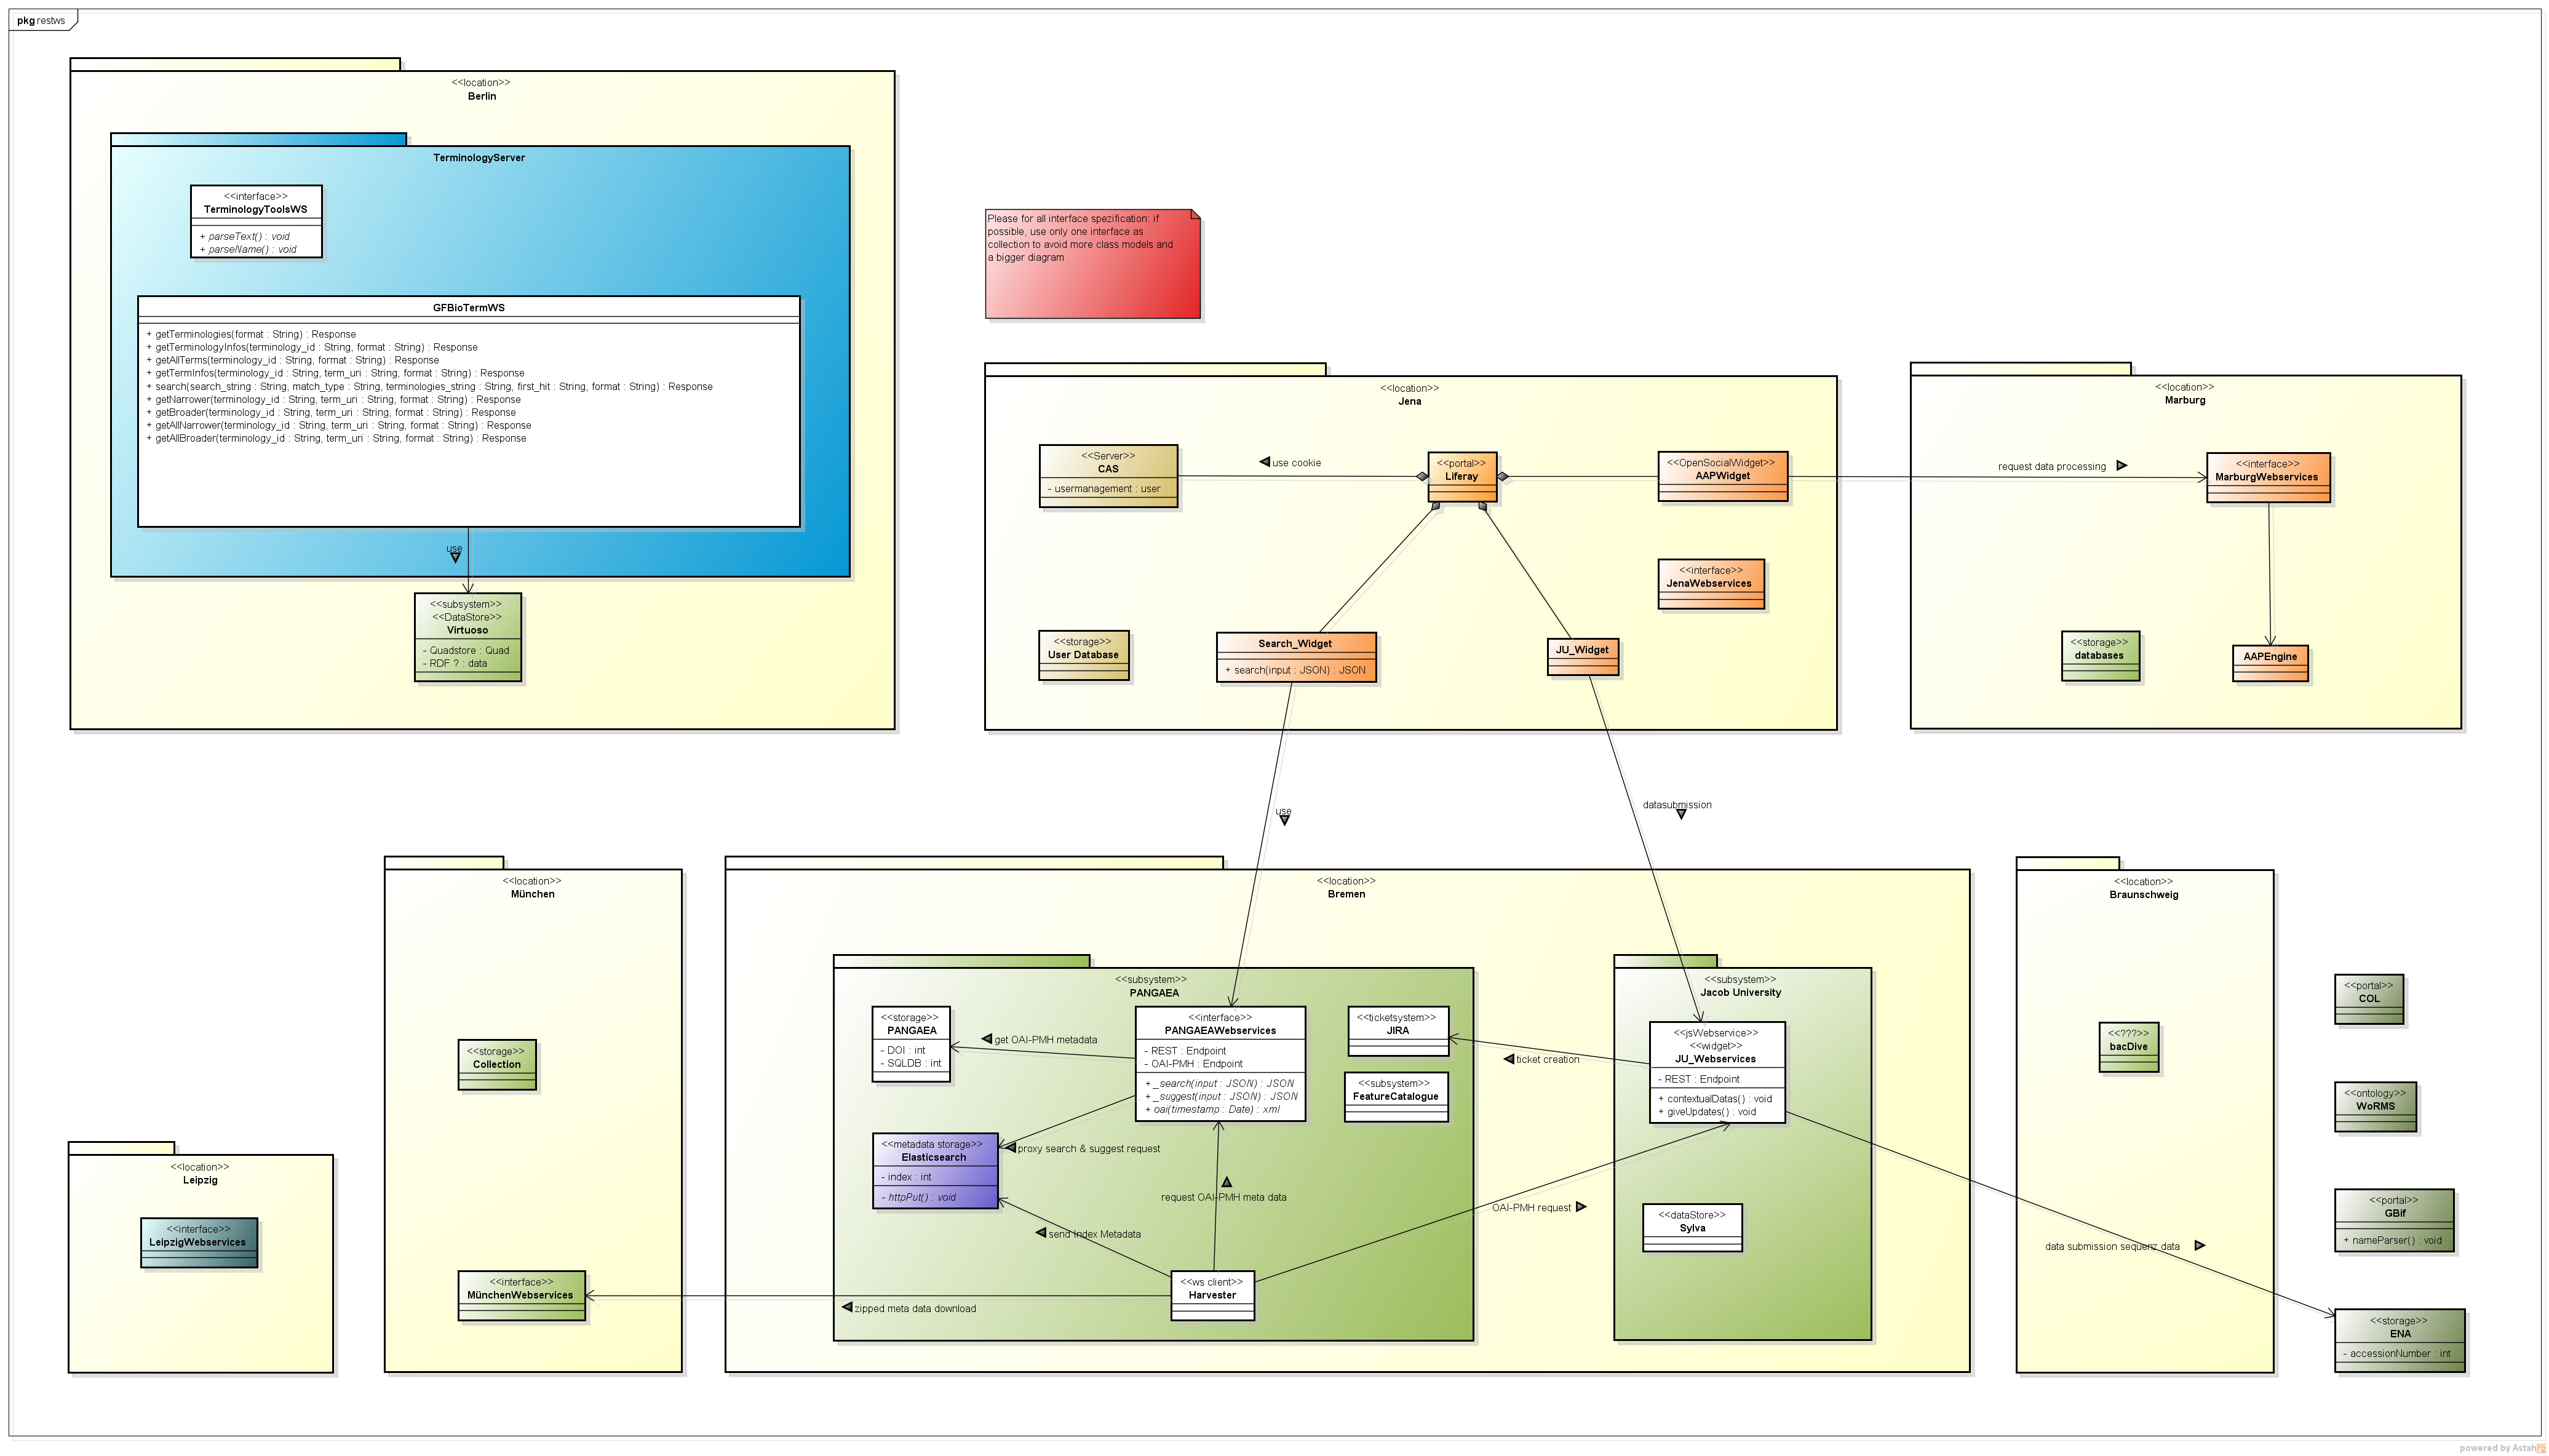 pkg restws
<<location>>
Berlin
TerminologyServer
<<interface>>
TerminologyToolsWS
+ parseText() : void
+ parseName() : void
GFBioTermWS
+ getTerminologies(format : String) : Response
+ getTerminologyInfos(terminology_id : String, format : String) : Response
+ getAllTerms(terminology_id : String, format : String) : Response
+ getTermInfos(terminology_id : String, term_uri : String, format : String) : Response
+ search(search_string : String, match_type : String, terminologies_string : String, first_hit : String, format : String) : Response
+ getNarrower(terminology_id : String, term_uri : String, format : String) : Response
+ getBroader(terminology_id : String, term_uri : String, format : String) : Response
+ getAllNarrower(terminology_id : String, term_uri : String, format : String) : Response
+ getAllBroader(terminology_id : String, term_uri : String, format : String) : Response
use
<<subsystem>>
<<DataStore>>
Virtuoso
- Quadstore : Quad
- RDF ? : data
Please for all interface spezification: if
possible, use only one interface as
collection to avoid more class models and
a bigger diagram
<<location>>
Jena
<<Server>>
CAS
- usermanagement : user
use cookie
<<portal>>
Liferay
<<OpenSocialWidget>>
AAPWidget
<<interface>>
JenaWebservices
<<storage>>
User Database
Search_Widget
+ search(input : JSON) : JSON
JU_Widget
request data processing
<<location>>
Marburg
<<interface>>
MarburgWebservices
<<storage>>
databases
AAPEngine
use
datasubmission
<<location>>
Leipzig
<<interface>>
LeipzigWebservices
<<location>>
München
<<storage>>
Collection
<<interface>>
MünchenWebservices
<<location>>
Bremen
<<subsystem>>
PANGAEA
<<storage>>
PANGAEA
- DOI : int
- SQLDB : int
get OAI-PMH metadata
<<interface>>
PANGAEAWebservices
- REST : Endpoint
- OAI-PMH : Endpoint
+ _search(input : JSON) : JSON
+ _suggest(input : JSON) : JSON
+ oai(timestamp : Date) : xml
<<ticketsystem>>
JIRA
<<subsystem>>
FeatureCatalogue
<<metadata storage>>
Elasticsearch
- index : int
- httpPut() : void
proxy search & suggest request
request OAI-PMH meta data
send Index Metadata
<<ws client>>
Harvester
zipped meta data download
ticket creation
OAI-PMH request
<<subsystem>>
Jacob University
<<jsWebservice>>
<<widget>>
JU_Webservices
- REST : Endpoint
+ contextualDatas() : void
+ giveUpdates() : void
<<dataStore>>
Sylva
<<location>>
Braunschweig
<<???>>
bacDive
data submission sequenz data
<<portal>>
COL
<<ontology>>
WoRMS
<<portal>>
GBif
+ nameParser() : void
<<storage>>
ENA
- accessionNumber : int
powered by Astah